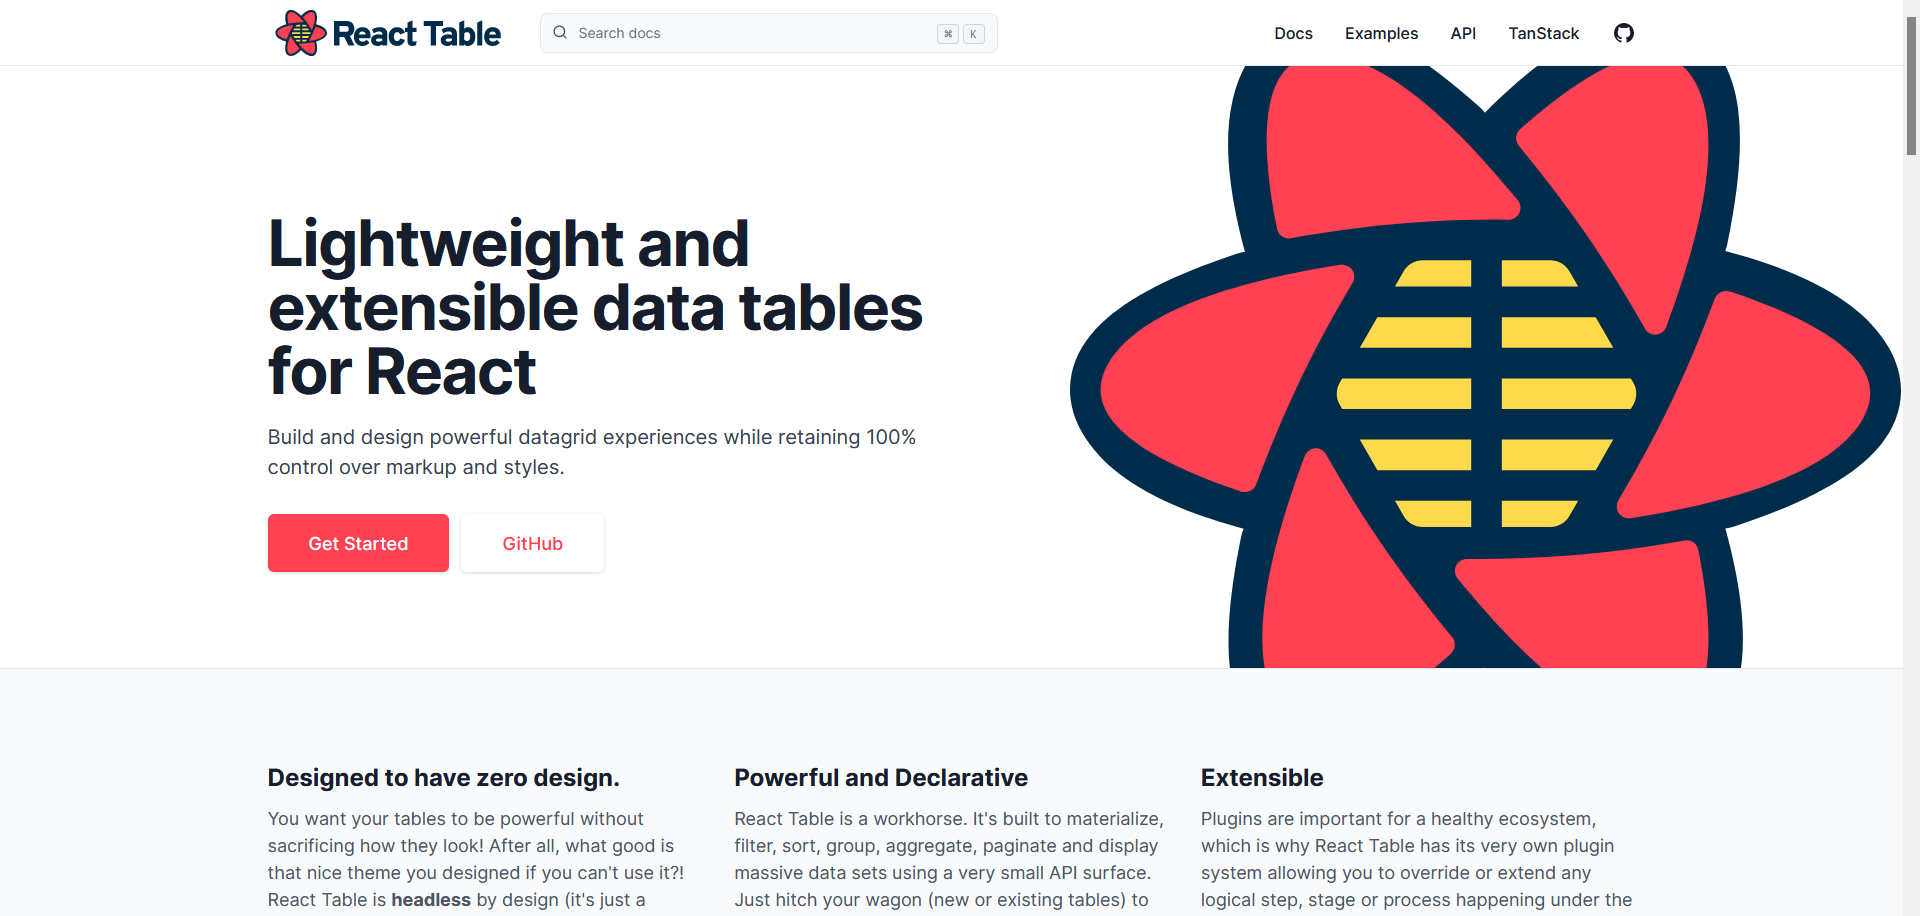 React Table
Search docs
⌘ K
Docs
Examples
API
TanStack
Lightweight and
extensible data tables
for React
Build and design powerful datagrid experiences while retaining 100%
control over markup and styles.
Get Started
GitHub
Designed to have zero design.
You want your tables to be powerful without
sacrificing how they look! After all, what good is
that nice theme you designed if you can't use it?!
React Table is headless by design (it's just a
Powerful and Declarative
React Table is a workhorse. It's built to materialize,
filter, sort, group, aggregate, paginate and display
massive data sets using a very small API surface.
Just hitch your wagon (new or existing tables) to
Extensible
Plugins are important for a healthy ecosystem,
which is why React Table has its very own plugin
system allowing you to override or extend any
logical step, stage or process happening under the